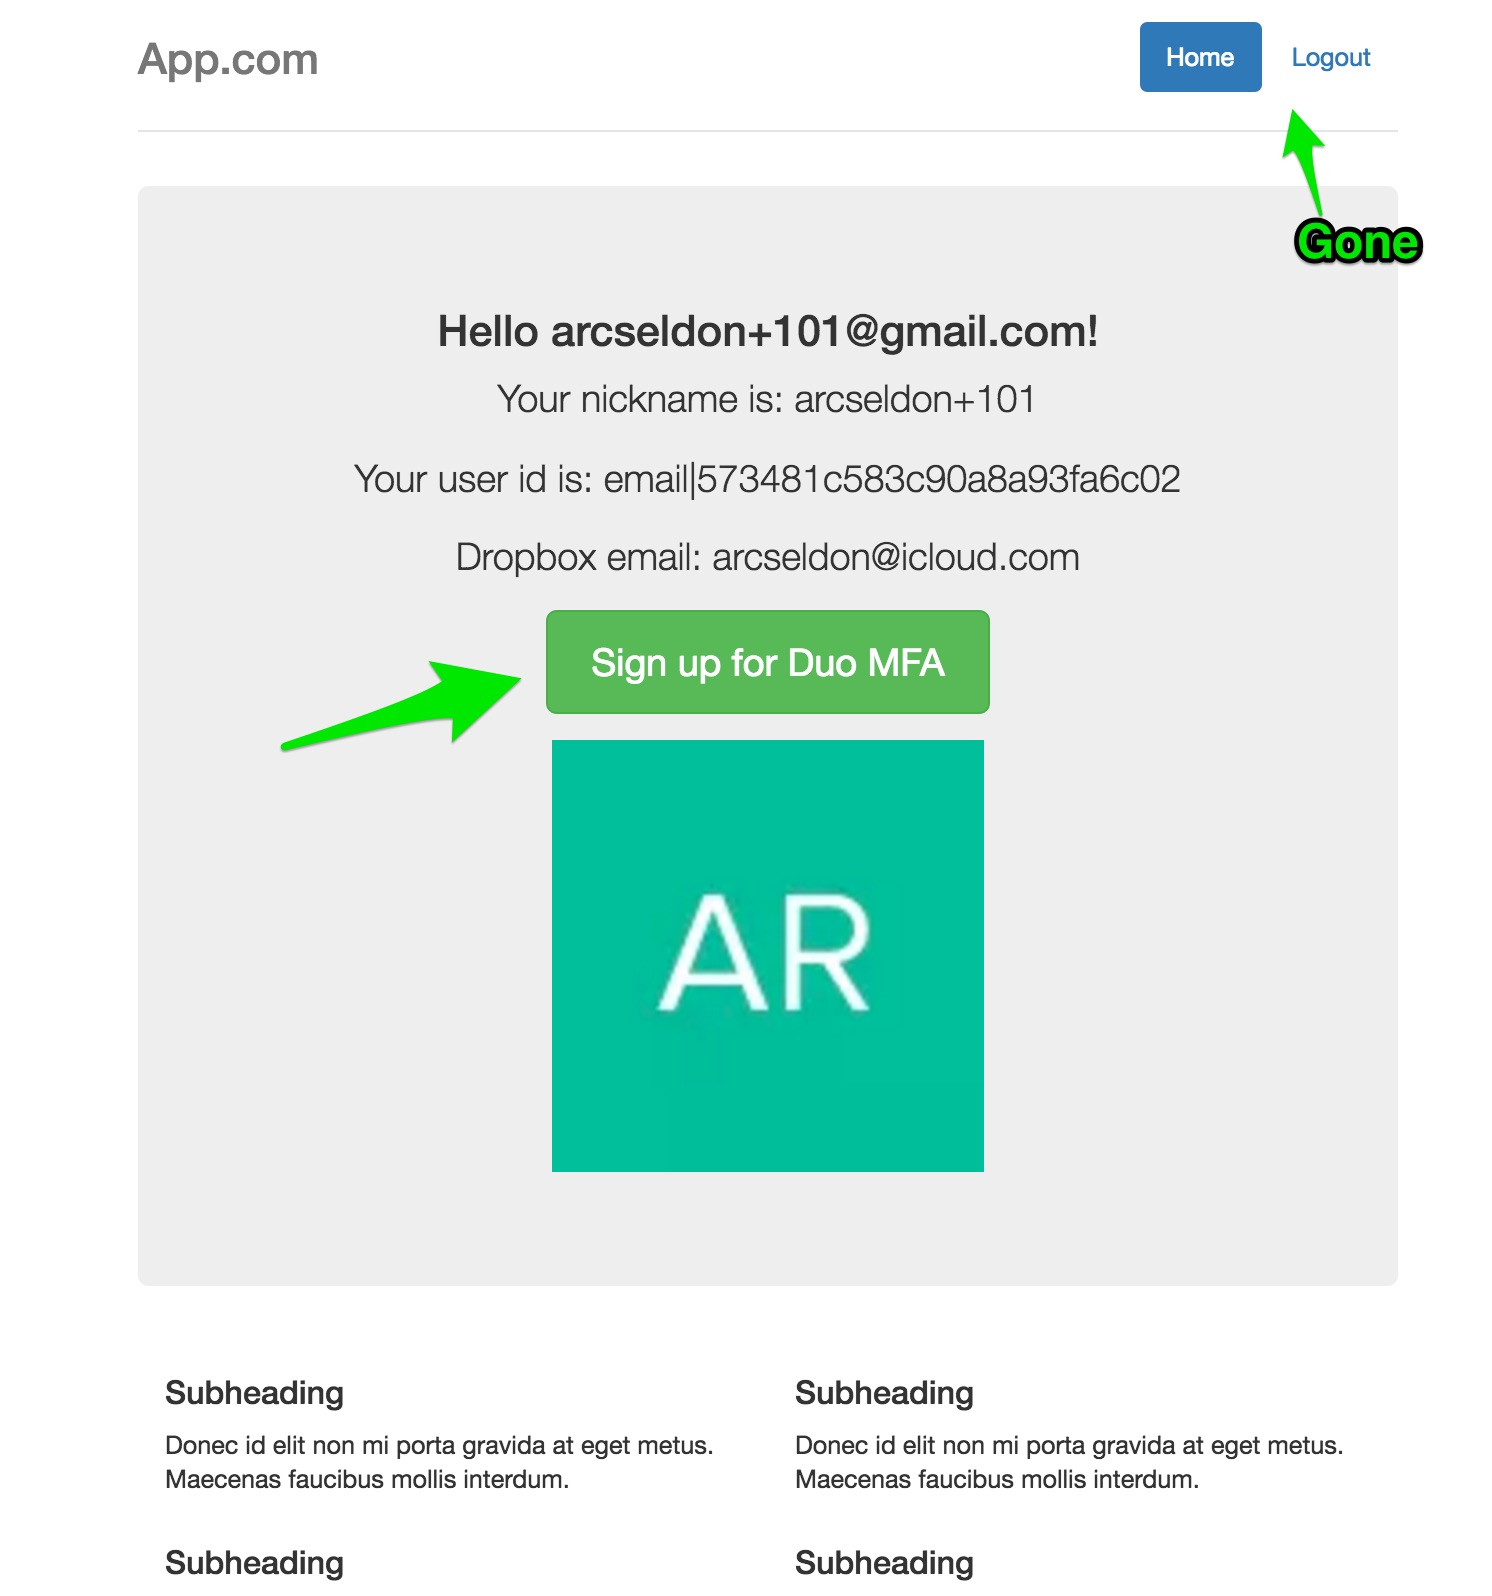 App.com
Home
Logout
Gone
Hello arcseldon+101@gmail.com!
Your nickname is: arcseldon+101
Your user id is: email|573481c583c90a8a93fa6c02
Dropbox email: arcseldon@icloud.com
Sign up for Duo MFA
AR
Subheading
Donec id elit non mi porta gravida at eget metus.
Maecenas faucibus mollis interdum.
Subheading
Donec id elit non mi porta gravida at eget metus.
Maecenas faucibus mollis interdum.
Subheading
Subheading